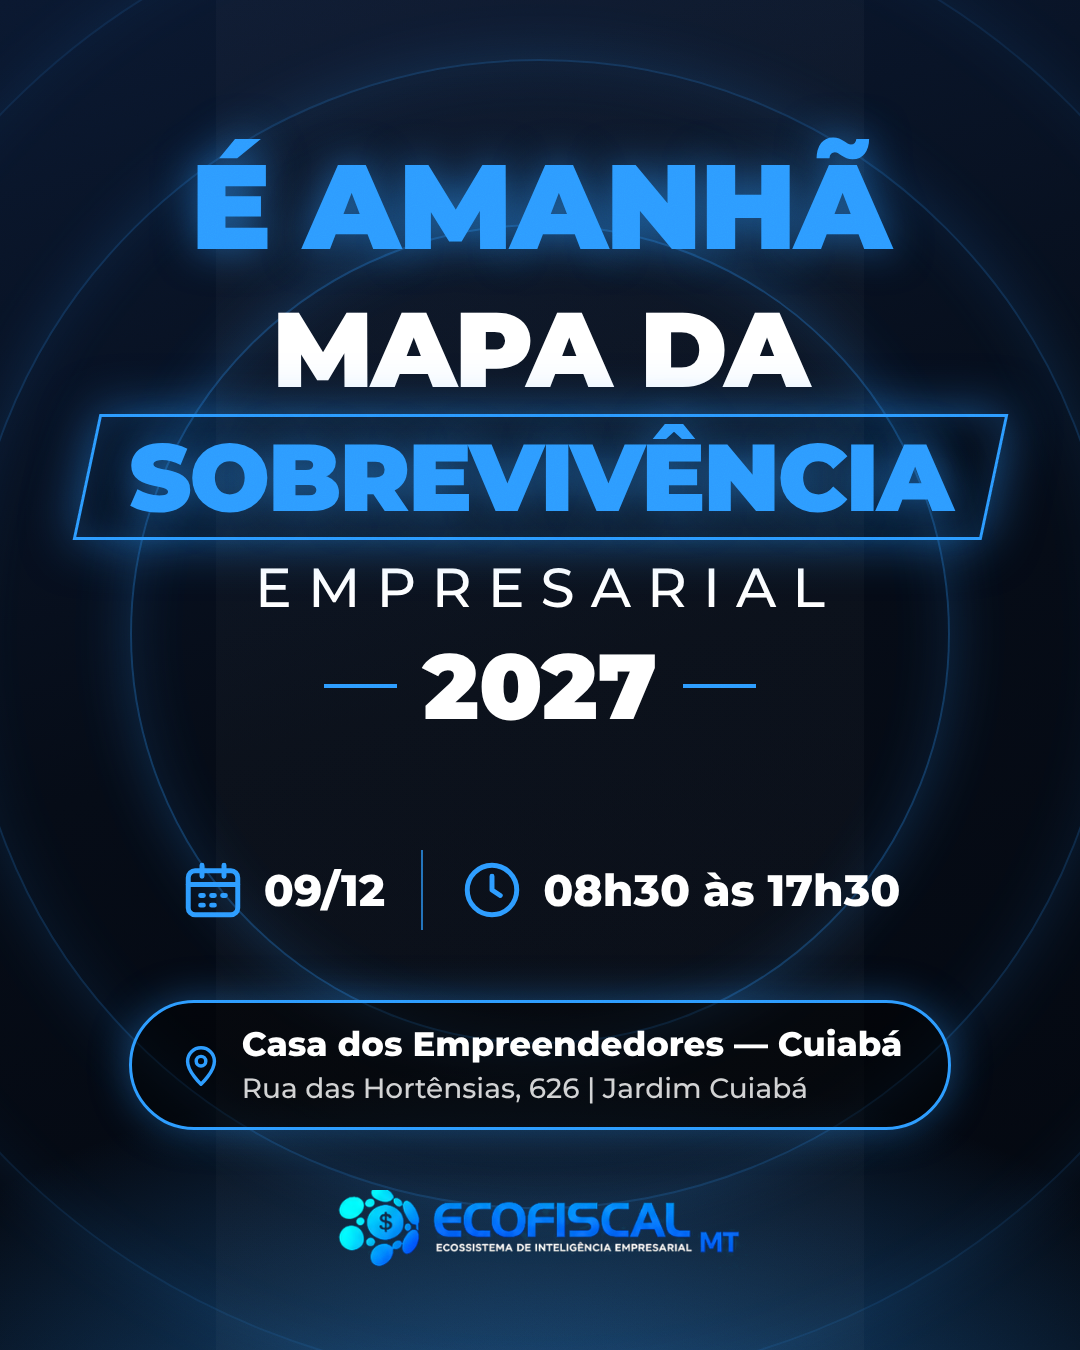 É AMANHÃ
MAPA DA
SOBREVIVÊNCIA
EMPRESARIAL
2027
09/12
08h30 às 17h30
Casa dos Empreendedores — Cuiabá
Rua das Hortênsias, 626 | Jardim Cuiabá
$
ECOFISCAL MT
ECOSSISTEMA DE INTELIGÊNCIA EMPRESARIAL